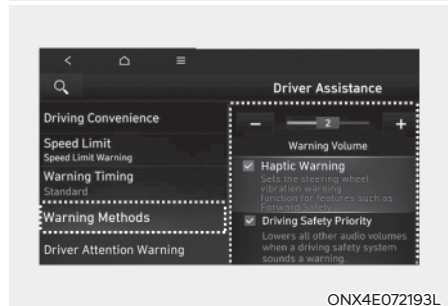 Driver Assistance
Driving Convenience
Speed Limit
Speed Limit Warning
Warning Timing
Standard
Warning Methods
Driver Attention Warning
− 2 +
Warning Volume
Haptic Warning
Sets the steering wheel
vibration warning
function for features such as
Forward Safety.
Driving Safety Priority
Lowers all other audio volumes
when a driving safety system
sounds a warning.
ONX4E072193L